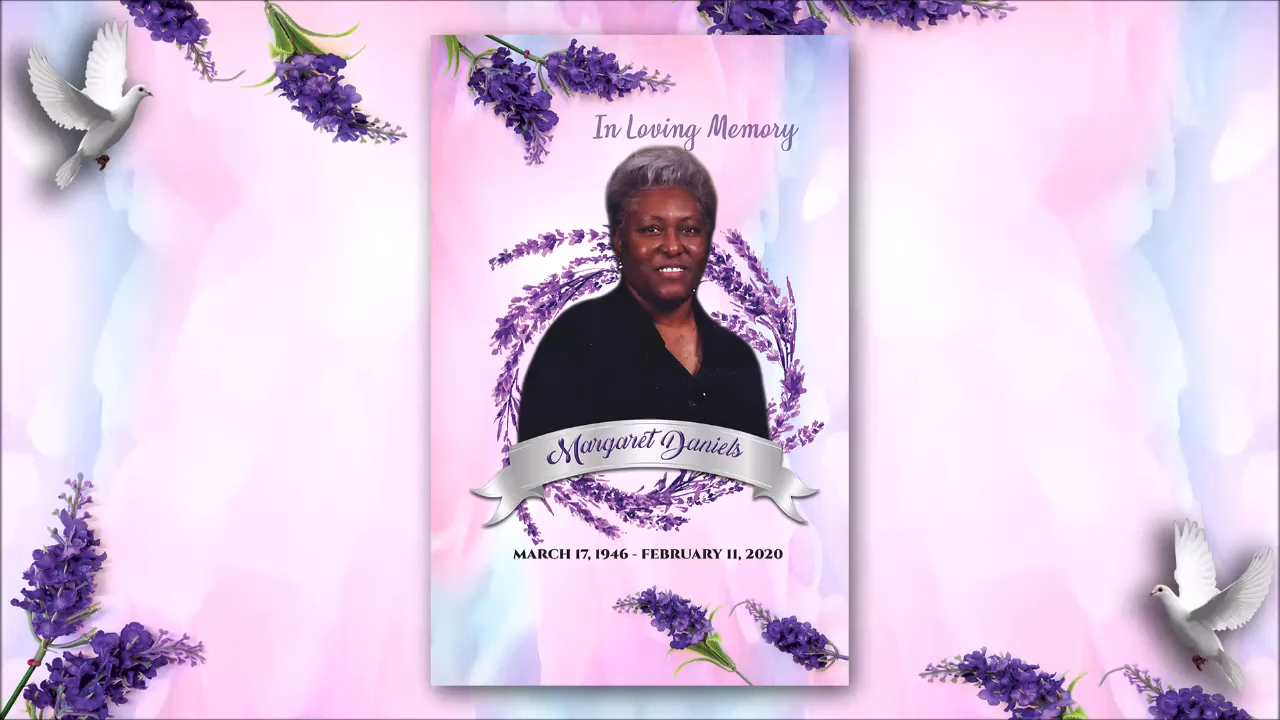 In Loving Memory
Margaret Daniels
MARCH 17, 1946 - FEBRUARY 11, 2020